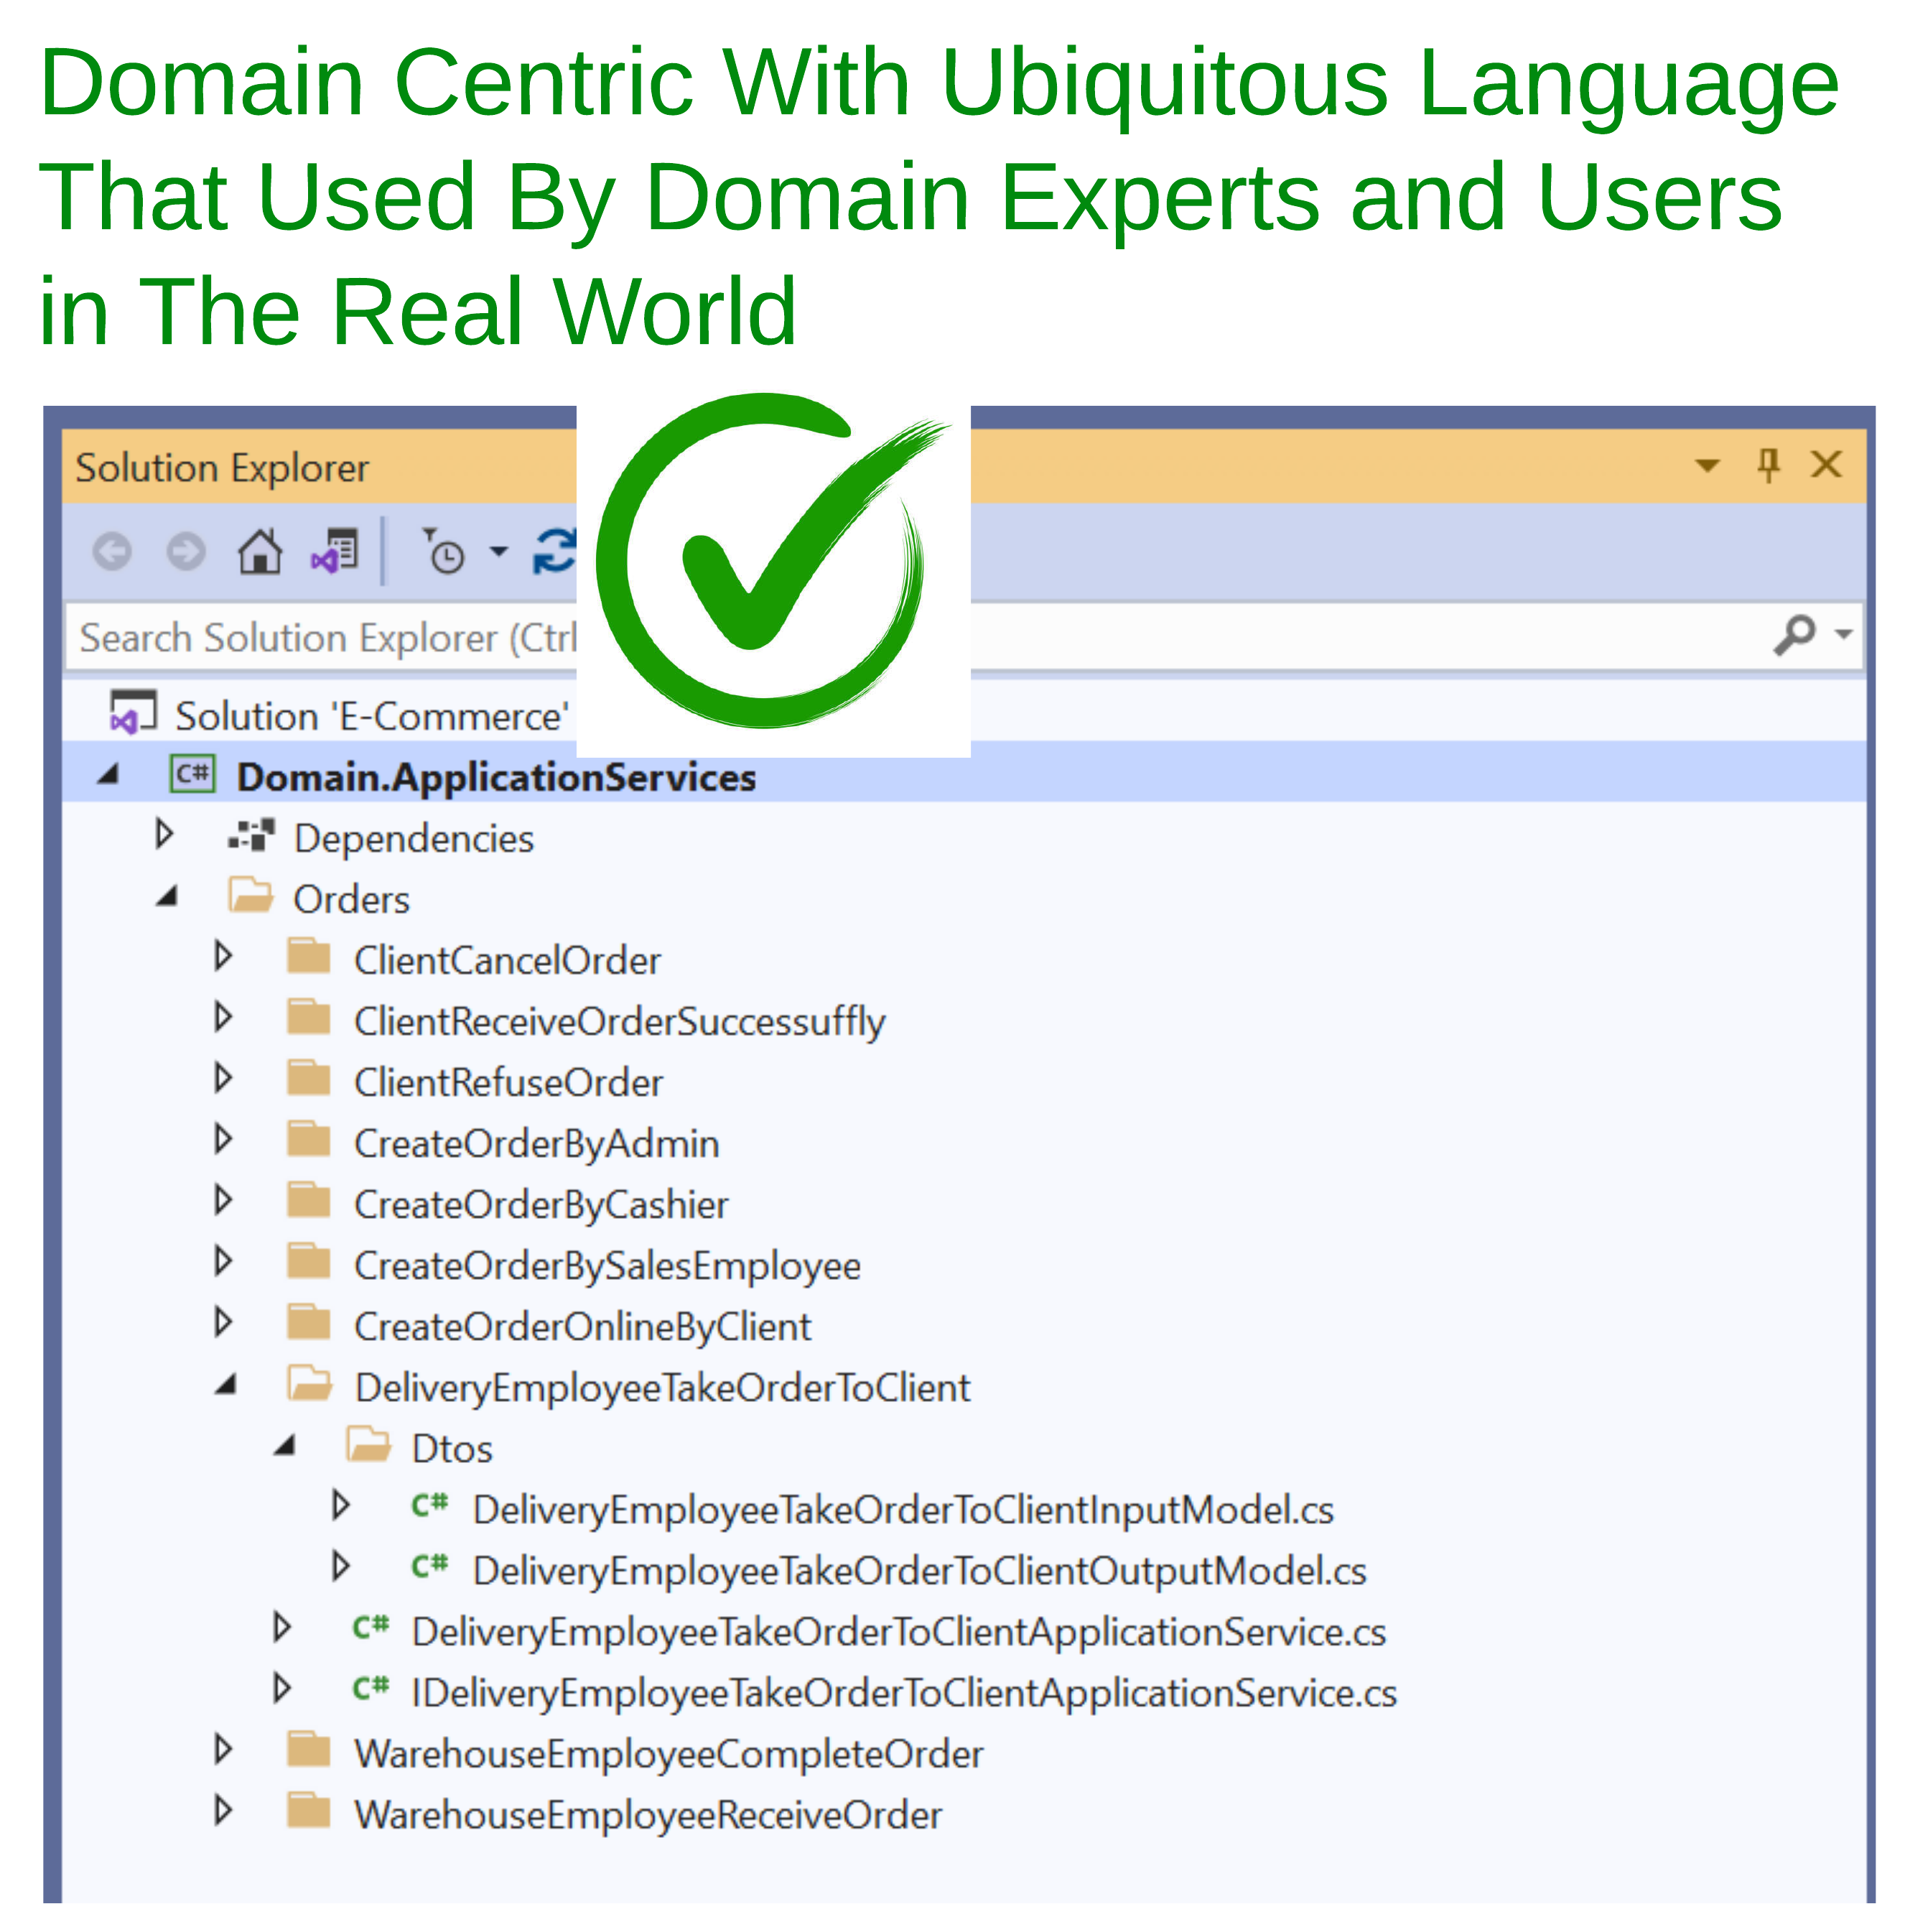 Domain Centric With Ubiquitous Language
That Used By Domain Experts and Users
in The Real World
Solution Explorer
Search Solution Explorer (Ctrl
Solution 'E-Commerce'
C# Domain.ApplicationServices
Dependencies
Orders
ClientCancelOrder
ClientReceiveOrderSuccessuffly
ClientRefuseOrder
CreateOrderByAdmin
CreateOrderByCashier
CreateOrderBySalesEmployee
CreateOrderOnlineByClient
DeliveryEmployeeTakeOrderToClient
Dtos
C# DeliveryEmployeeTakeOrderToClientInputModel.cs
C# DeliveryEmployeeTakeOrderToClientOutputModel.cs
C# DeliveryEmployeeTakeOrderToClientApplicationService.cs
C# IDeliveryEmployeeTakeOrderToClientApplicationService.cs
WarehouseEmployeeCompleteOrder
WarehouseEmployeeReceiveOrder